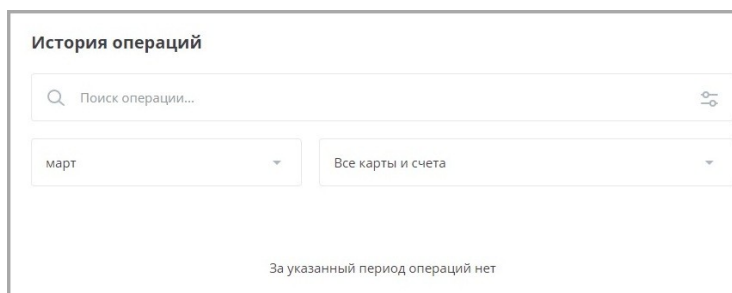 История операций
Поиск операции...
март
Все карты и счета
За указанный период операций нет